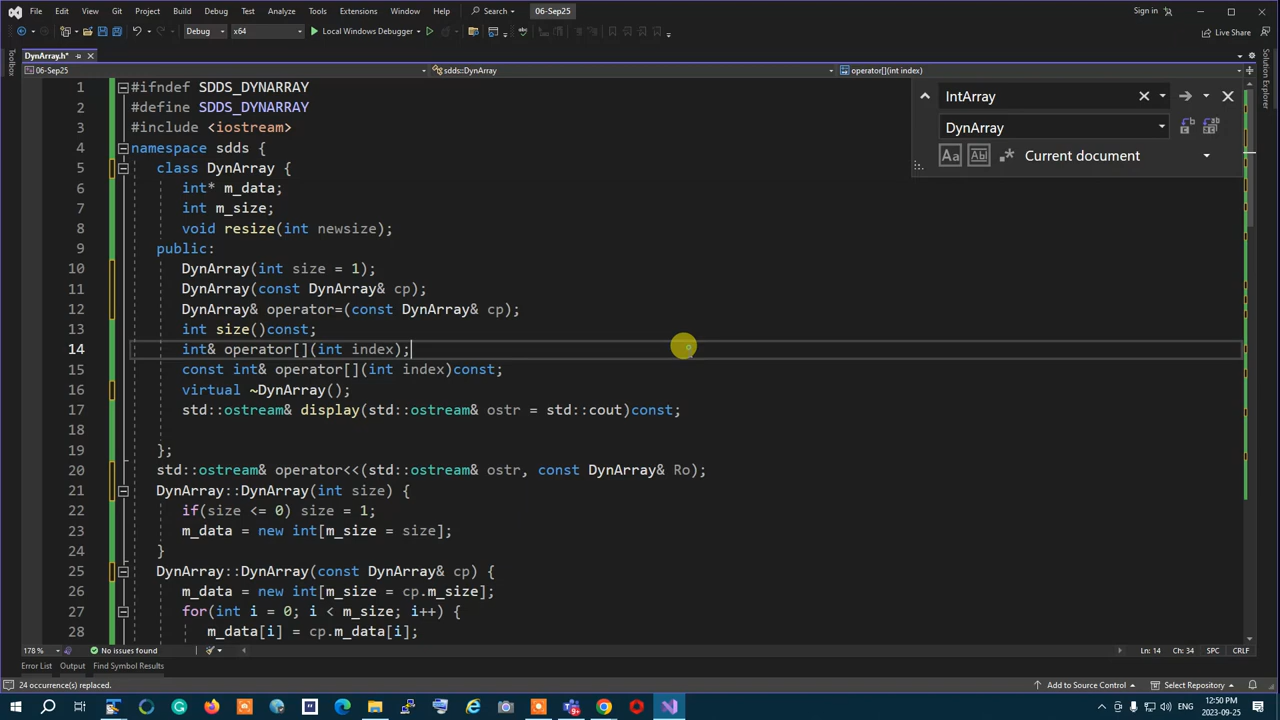 File Edit View Git Project Build Debug Test Analyze Tools Extensions Window Help Search 06-Sep25 Sign in
Debug x64 Local Windows Debugger Live Share
DynArray.h*
06-Sep25 sdds::DynArray operator[](int index)
Toolbox
Solution Explorer
IntArray
DynArray
Aa Ab Current document
1 #ifndef SDDS_DYNARRAY
2 #define SDDS_DYNARRAY
3 #include <iostream>
4 namespace sdds {
5 class DynArray {
6 int* m_data;
7 int m_size;
8 void resize(int newsize);
9 public:
10 DynArray(int size = 1);
11 DynArray(const DynArray& cp);
12 DynArray& operator=(const DynArray& cp);
13 int size()const;
14 int& operator[](int index);
15 const int& operator[](int index)const;
16 virtual ~DynArray();
17 std::ostream& display(std::ostream& ostr = std::cout)const;
18
19 };
20 std::ostream& operator<<(std::ostream& ostr, const DynArray& Ro);
21 DynArray::DynArray(int size) {
22 if(size <= 0) size = 1;
23 m_data = new int[m_size = size];
24 }
25 DynArray::DynArray(const DynArray& cp) {
26 m_data = new int[m_size = cp.m_size];
27 for(int i = 0; i < m_size; i++) {
28 m_data[i] = cp.m_data[i];
178 % No issues found Ln: 14 Ch: 34 SPC CRLF
Error List Output Find Symbol Results
24 occurrence(s) replaced. Add to Source Control Select Repository
ENG 12:50 PM
2023-09-25